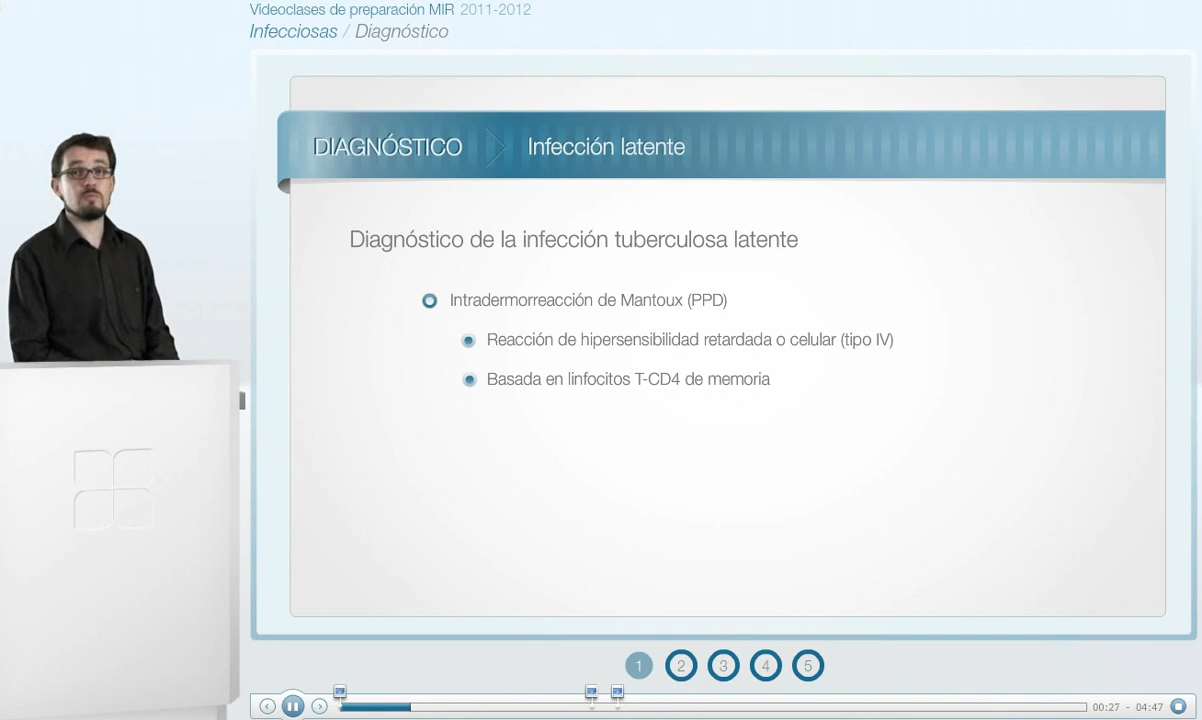 Videoclases de preparación MIR 2011-2012
Infecciosas / Diagnóstico
DIAGNÓSTICO Infección latente
Diagnóstico de la infección tuberculosa latente
Intradermorreacción de Mantoux (PPD)
Reacción de hipersensibilidad retardada o celular (tipo IV)
Basada en linfocitos T-CD4 de memoria
1 2 3 4 5
00:27 - 04:47